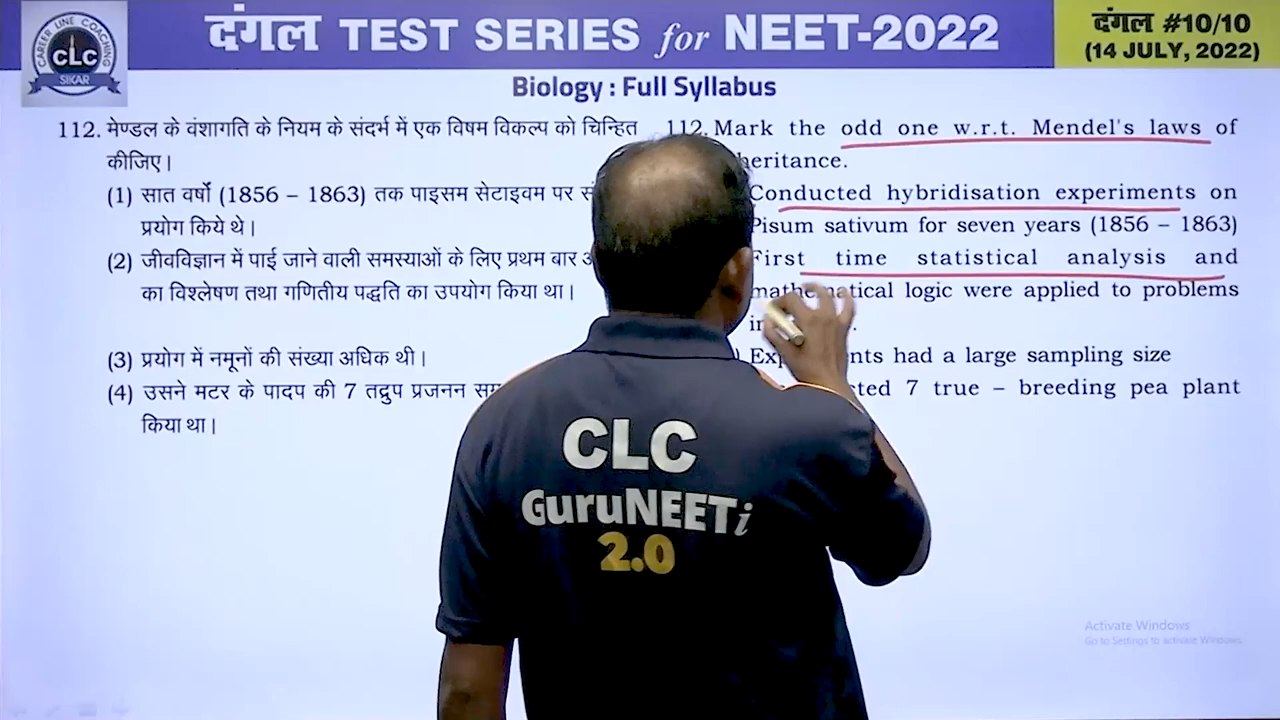 CAREER LINE COACHING
CLC
SIKAR
दंगल TEST SERIES for NEET-2022
दंगल #10/10
(14 JULY, 2022)
Biology : Full Syllabus
112. मेण्डल के वंशागति के नियम के संदर्भ में एक विषम विकल्प को चिन्हित
कीजिए।
(1) सात वर्षों (1856 – 1863) तक पाइसम सेटाइवम पर
प्रयोग किये थे।
(2) जीवविज्ञान में पाई जाने वाली समस्याओं के लिए प्रथम बार
का विश्लेषण तथा गणितीय पद्धति का उपयोग किया था।
(3) प्रयोग में नमूनों की संख्या अधिक थी।
(4) उसने मटर के पादप की 7 तद्रुप प्रजनन
किया था।
112. Mark the odd one w.r.t. Mendel's laws of
heritance.
Conducted hybridisation experiments on
Pisum sativum for seven years (1856 – 1863)
First time statistical analysis and
mathematical logic were applied to problems
in
Experiments had a large sampling size
ted 7 true – breeding pea plant
CLC
GuruNEETi
2.0
Activate Windows
Go to Settings to activate Windows.